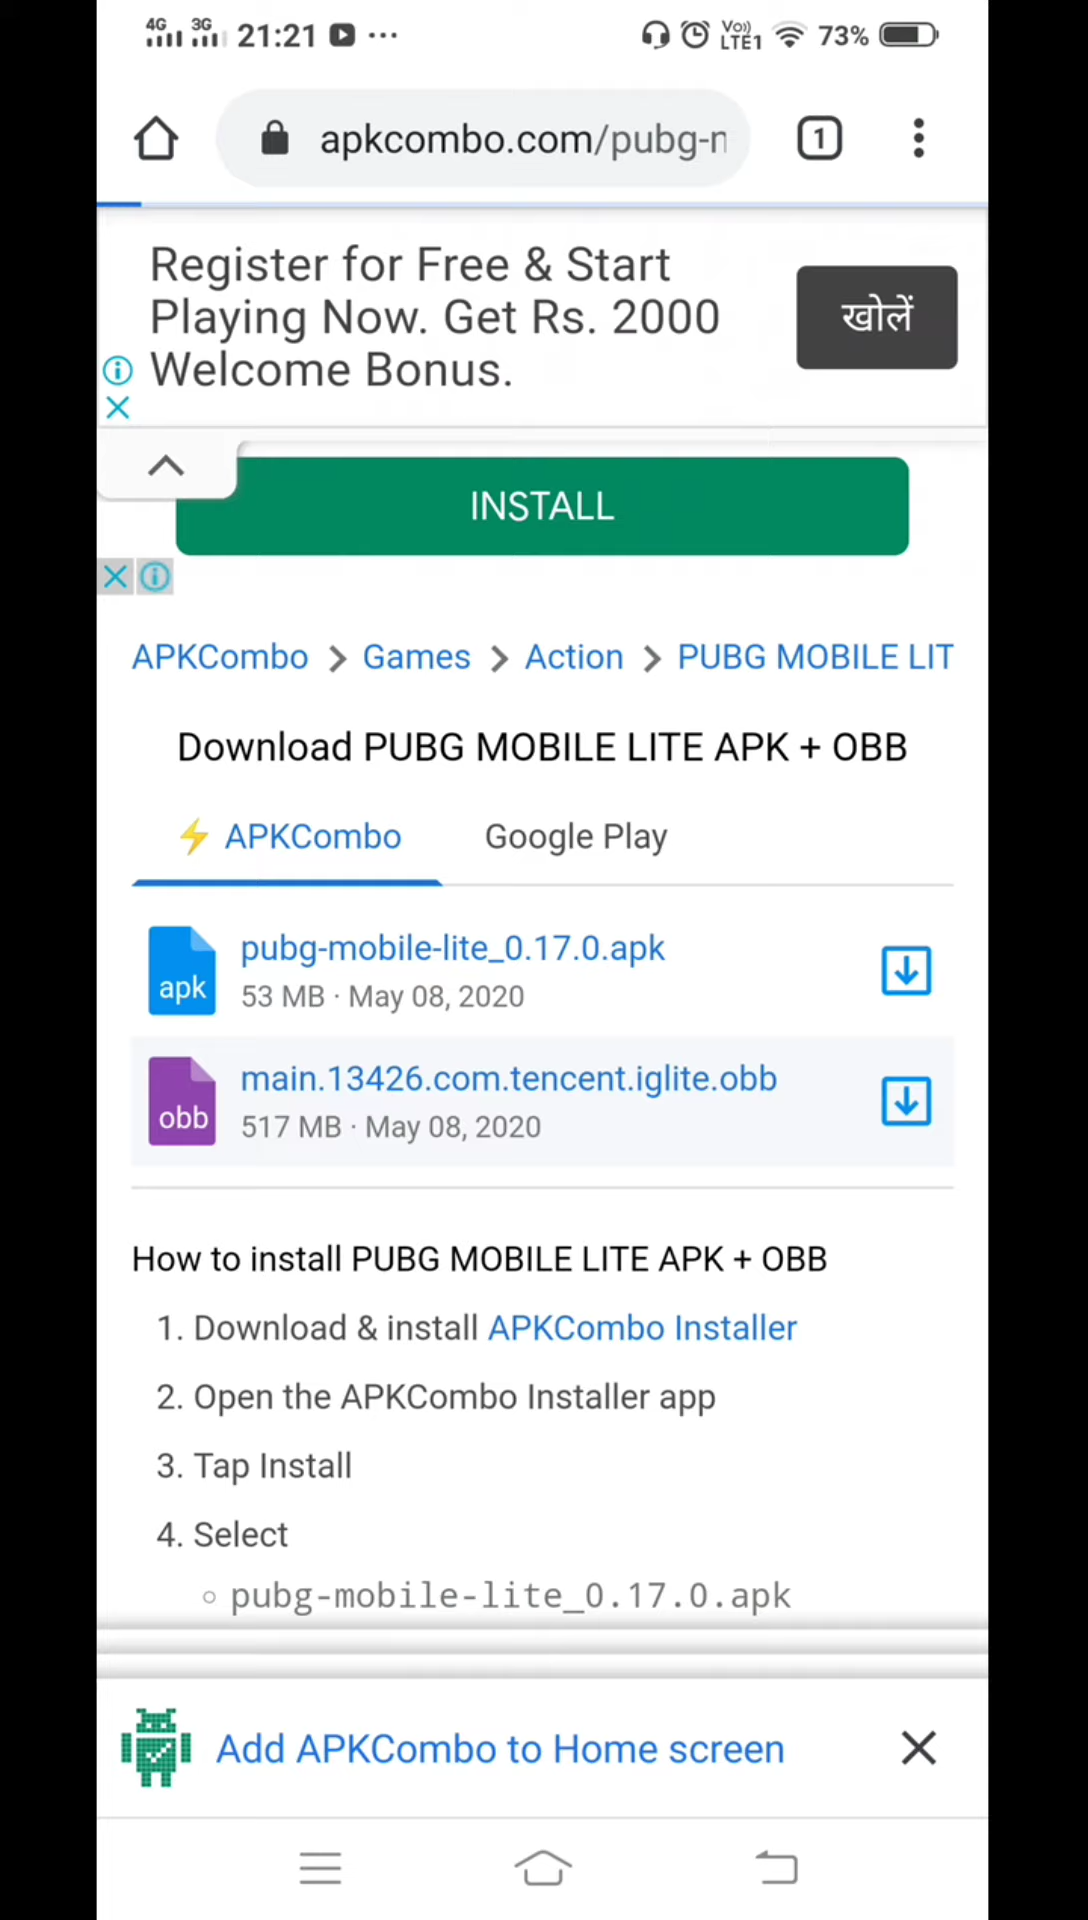 4G 3G 21:21 ...
Vo)) LTE1 73%
apkcombo.com/pubg-m
1
Register for Free & Start
Playing Now. Get Rs. 2000
Welcome Bonus.
खोलें
INSTALL
APKCombo > Games > Action > PUBG MOBILE LIT
Download PUBG MOBILE LITE APK + OBB
APKCombo Google Play
apk
pubg-mobile-lite_0.17.0.apk
53 MB · May 08, 2020
obb
main.13426.com.tencent.iglite.obb
517 MB · May 08, 2020
How to install PUBG MOBILE LITE APK + OBB
1. Download & install APKCombo Installer
2. Open the APKCombo Installer app
3. Tap Install
4. Select
pubg-mobile-lite_0.17.0.apk
Add APKCombo to Home screen